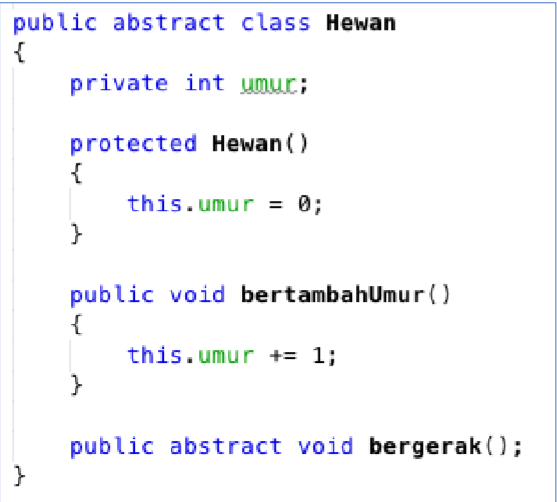 public abstract class Hewan
{
private int umur;
protected Hewan()
{
this.umur = 0;
}
public void bertambahUmur()
{
this.umur += 1;
}
public abstract void bergerak();
}